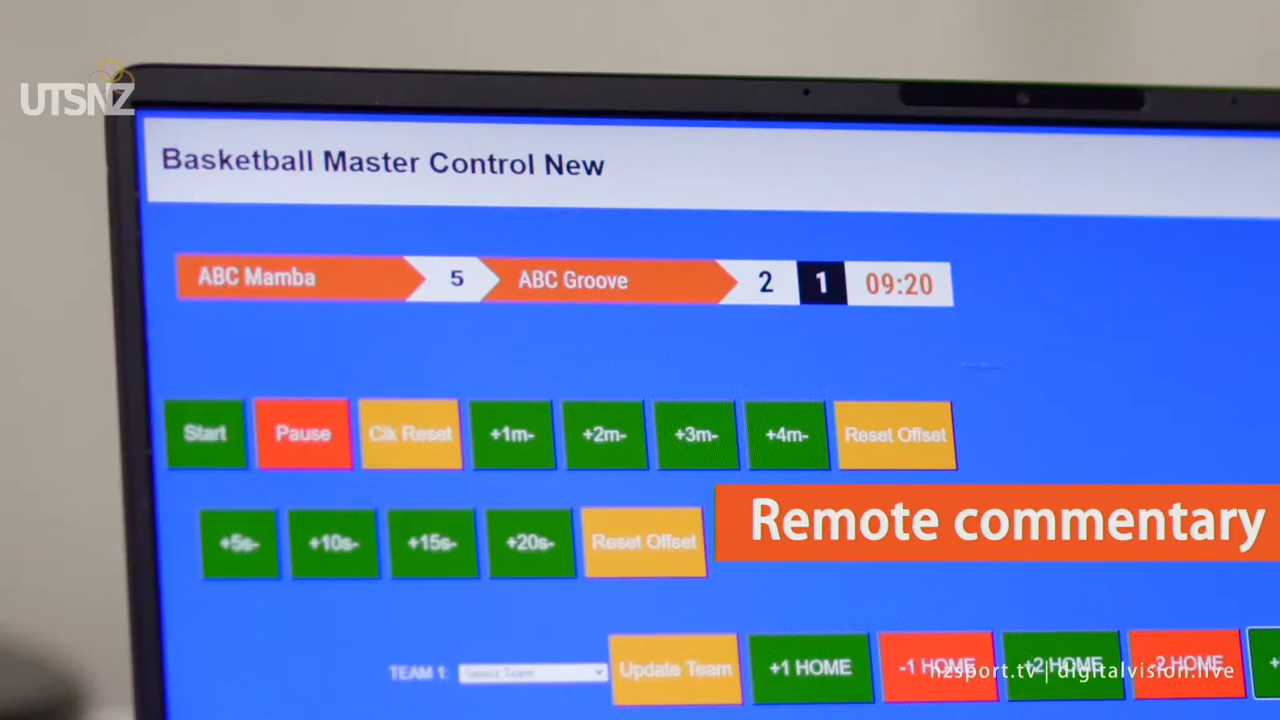 UTSNZ
Basketball Master Control New
ABC Mamba 5 ABC Groove 2 1 09:20
Start Pause Clk Reset +1m- +2m- +3m- +4m- Reset Offset
+5s- +10s- +15s- +20s- Reset Offset
Remote commentary
TEAM 1: Select Team Update Team +1 HOME -1 HOME +2 HOME -2 HOME
nzsport.tv | digitalvision.live